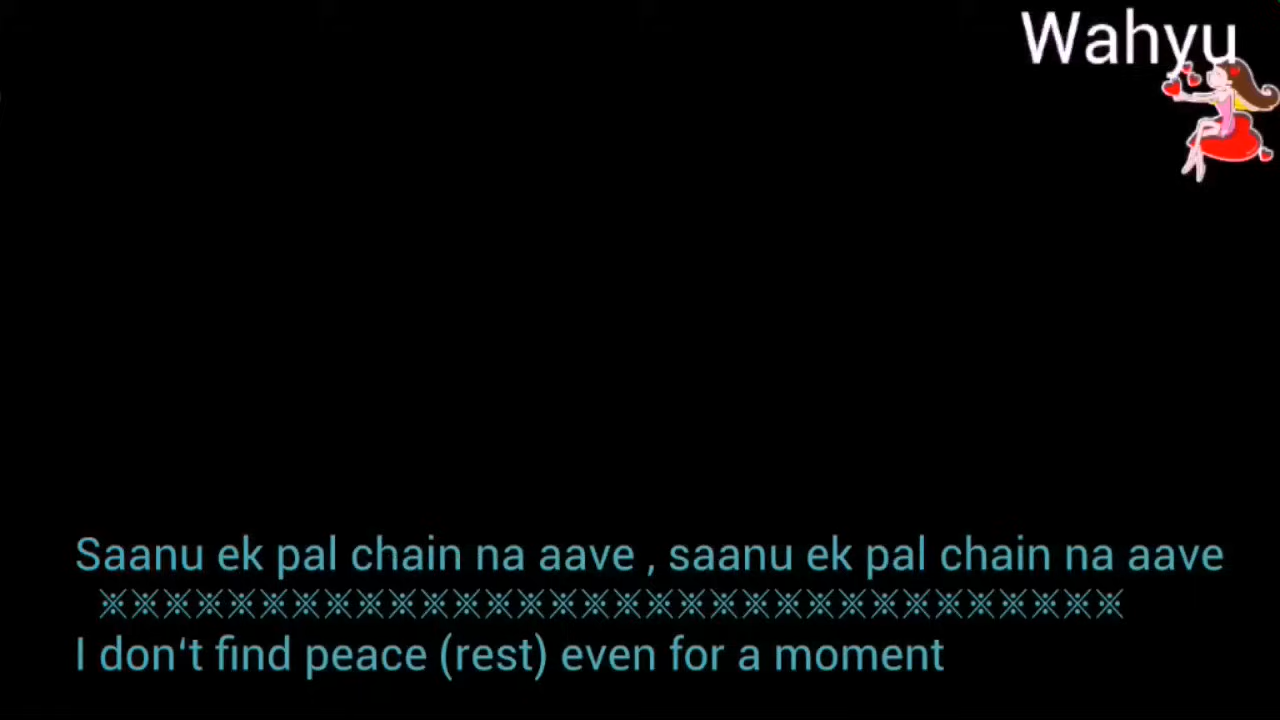 Wahyu
Saanu ek pal chain na aave , saanu ek pal chain na aave
※※※※※※※※※※※※※※※※※※※※※※※※※※※※※※※※
I don‘t find peace (rest) even for a moment